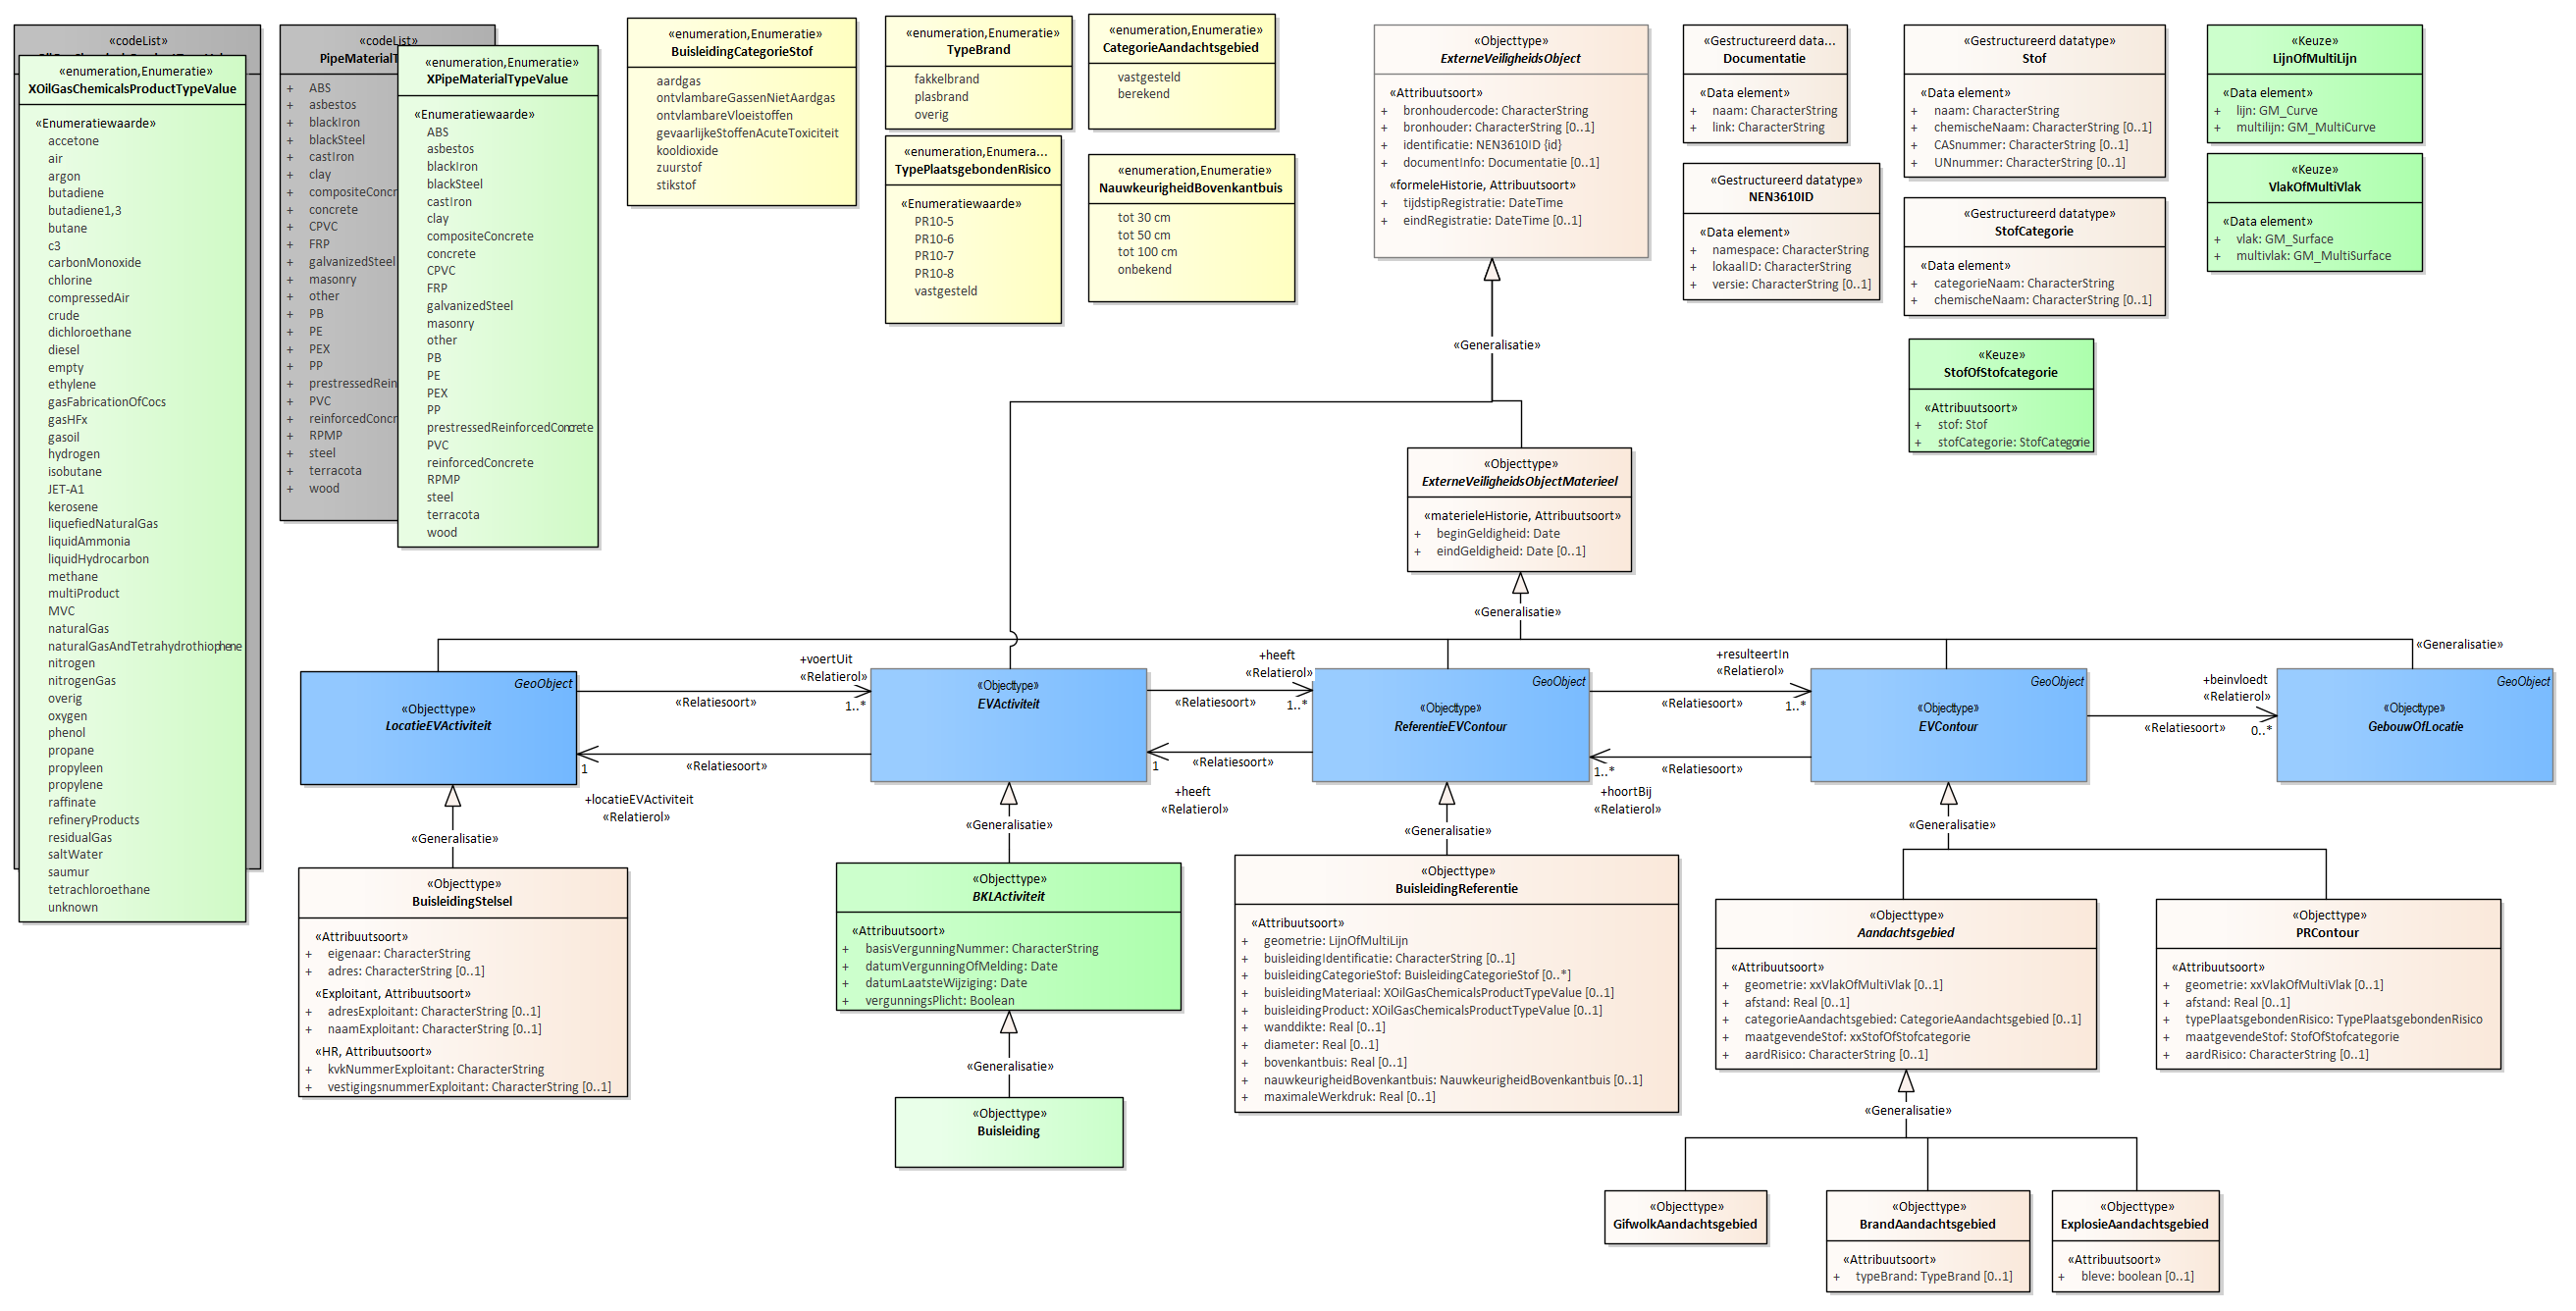 «codeList»
«enumeration,Enumeratie»
XOilGasChemicalsProductTypeValue
«Enumeratiewaarde»
accetone
air
argon
butadiene
butadiene1,3
butane
c3
carbonMonoxide
chlorine
compressedAir
crude
dichloroethane
diesel
empty
ethylene
gasFabricationOfCocs
gasHFx
gasoil
hydrogen
isobutane
JET-A1
kerosene
liquefiedNaturalGas
liquidAmmonia
liquidHydrocarbon
methane
multiProduct
MVC
naturalGas
naturalGasAndTetrahydrothiophene
nitrogen
nitrogenGas
overig
oxygen
phenol
propane
propyleen
propylene
raffinate
refineryProducts
residualGas
saltWater
saumur
tetrachloroethane
unknown
«codeList»
PipeMaterialT
+ ABS
+ asbestos
+ blackIron
+ blackSteel
+ castIron
+ clay
+ compositeConcr
+ concrete
+ CPVC
+ FRP
+ galvanizedSteel
+ masonry
+ other
+ PB
+ PE
+ PEX
+ PP
+ prestressedRein
+ PVC
+ reinforcedConcr
+ RPMP
+ steel
+ terracota
+ wood
«enumeration,Enumeratie»
XPipeMaterialTypeValue
«Enumeratiewaarde»
ABS
asbestos
blackIron
blackSteel
castIron
clay
compositeConcrete
concrete
CPVC
FRP
galvanizedSteel
masonry
other
PB
PE
PEX
PP
prestressedReinforcedConcrete
PVC
reinforcedConcrete
RPMP
steel
terracota
wood
«enumeration,Enumeratie»
BuisleidingCategorieStof
aardgas
ontvlambareGassenNietAardgas
ontvlambareVloeistoffen
gevaarlijkeStoffenAcuteToxiciteit
kooldioxide
zuurstof
stikstof
«enumeration,Enumeratie»
TypeBrand
fakkelbrand
plasbrand
overig
«enumeration,Enumera...
TypePlaatsgebondenRisico
«Enumeratiewaarde»
PR10-5
PR10-6
PR10-7
PR10-8
vastgesteld
«enumeration,Enumeratie»
CategorieAandachtsgebied
vastgesteld
berekend
«enumeration,Enumeratie»
NauwkeurigheidBovenkantbuis
tot 30 cm
tot 50 cm
tot 100 cm
onbekend
«Objecttype»
ExterneVeiligheidsObject
«Attribuutsoort»
+ bronhoudercode: CharacterString
+ bronhouder: CharacterString [0..1]
+ identificatie: NEN3610ID {id}
+ documentInfo: Documentatie [0..1]
«formeleHistorie, Attribuutsoort»
+ tijdstipRegistratie: DateTime
+ eindRegistratie: DateTime [0..1]
«Gestructureerd data...
Documentatie
«Data element»
+ naam: CharacterString
+ link: CharacterString
«Gestructureerd datatype»
NEN3610ID
«Data element»
+ namespace: CharacterString
+ lokaalID: CharacterString
+ versie: CharacterString [0..1]
«Gestructureerd datatype»
Stof
«Data element»
+ naam: CharacterString
+ chemischeNaam: CharacterString [0..1]
+ CASnummer: CharacterString [0..1]
+ UNnummer: CharacterString [0..1]
«Gestructureerd datatype»
StofCategorie
«Data element»
+ categorieNaam: CharacterString
+ chemischeNaam: CharacterString [0..1]
«Keuze»
StofOfStofcategorie
«Attribuutsoort»
+ stof: Stof
+ stofCategorie: StofCategorie
«Keuze»
LijnOfMultiLijn
«Data element»
+ lijn: GM_Curve
+ multilijn: GM_MultiCurve
«Keuze»
VlakOfMultiVlak
«Data element»
+ vlak: GM_Surface
+ multivlak: GM_MultiSurface
«Generalisatie»
«Objecttype»
ExterneVeiligheidsObjectMaterieel
«materieleHistorie, Attribuutsoort»
+ beginGeldigheid: Date
+ eindGeldigheid: Date [0..1]
«Generalisatie»
«Generalisatie»
GeoObject
«Objecttype»
LocatieEVActiviteit
+voertUit
«Relatierol»
«Relatiesoort»
1..*
«Relatiesoort»
1
+locatieEVActiviteit
«Relatierol»
«Objecttype»
EVActiviteit
+heeft
«Relatierol»
«Relatiesoort»
1..*
«Relatiesoort»
1
+heeft
«Relatierol»
GeoObject
«Objecttype»
ReferentieEVContour
+resulteertIn
«Relatierol»
«Relatiesoort»
1..*
«Relatiesoort»
1..*
+hoortBij
«Relatierol»
GeoObject
«Objecttype»
EVContour
+beinvloedt
«Relatierol»
«Relatiesoort»
0..*
GeoObject
«Objecttype»
GebouwOfLocatie
«Generalisatie»
«Objecttype»
BuisleidingStelsel
«Attribuutsoort»
+ eigenaar: CharacterString
+ adres: CharacterString [0..1]
«Exploitant, Attribuutsoort»
+ adresExploitant: CharacterString [0..1]
+ naamExploitant: CharacterString [0..1]
«HR, Attribuutsoort»
+ kvkNummerExploitant: CharacterString
+ vestigingsnummerExploitant: CharacterString [0..1]
«Generalisatie»
«Objecttype»
BKLActiviteit
«Attribuutsoort»
+ basisVergunningNummer: CharacterString
+ datumVergunningOfMelding: Date
+ datumLaatsteWijziging: Date
+ vergunningsPlicht: Boolean
«Generalisatie»
«Objecttype»
Buisleiding
«Generalisatie»
«Objecttype»
BuisleidingReferentie
«Attribuutsoort»
+ geometrie: LijnOfMultiLijn
+ buisleidingIdentificatie: CharacterString [0..1]
+ buisleidingCategorieStof: BuisleidingCategorieStof [0..*]
+ buisleidingMateriaal: XOilGasChemicalsProductTypeValue [0..1]
+ buisleidingProduct: XOilGasChemicalsProductTypeValue [0..1]
+ wanddikte: Real [0..1]
+ diameter: Real [0..1]
+ bovenkantbuis: Real [0..1]
+ nauwkeurigheidBovenkantbuis: NauwkeurigheidBovenkantbuis [0..1]
+ maximaleWerkdruk: Real [0..1]
«Generalisatie»
«Objecttype»
Aandachtsgebied
«Attribuutsoort»
+ geometrie: xxVlakOfMultiVlak [0..1]
+ afstand: Real [0..1]
+ categorieAandachtsgebied: CategorieAandachtsgebied [0..1]
+ maatgevendeStof: xxStofOfStofcategorie
+ aardRisico: CharacterString [0..1]
«Objecttype»
PRContour
«Attribuutsoort»
+ geometrie: xxVlakOfMultiVlak [0..1]
+ afstand: Real [0..1]
+ typePlaatsgebondenRisico: TypePlaatsgebondenRisico
+ maatgevendeStof: StofOfStofcategorie
+ aardRisico: CharacterString [0..1]
«Generalisatie»
«Objecttype»
GifwolkAandachtsgebied
«Objecttype»
BrandAandachtsgebied
«Attribuutsoort»
+ typeBrand: TypeBrand [0..1]
«Objecttype»
ExplosieAandachtsgebied
«Attribuutsoort»
+ bleve: boolean [0..1]